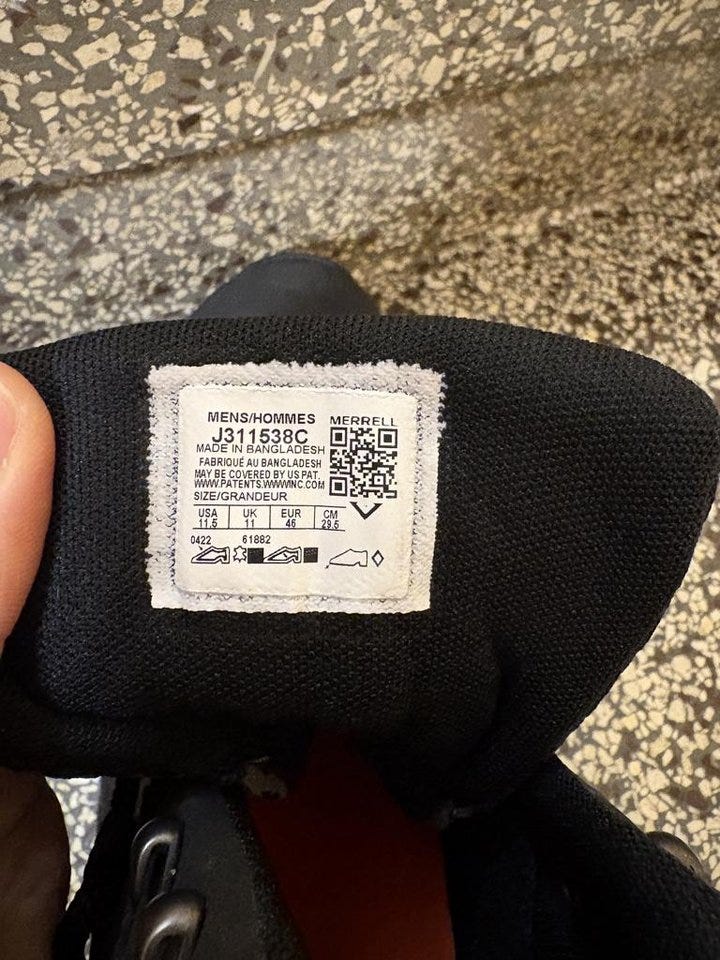 MENS/HOMMES
MERRELL
J311538C
MADE IN BANGLADESH
FABRIQUÉ AU BANGLADESH
MAY BE COVERED BY US PAT.
WWW.PATENTS.WWWINC.COM
SIZE/GRANDEUR
USA UK EUR CM
11.5 11 46 29.5
0422 61882